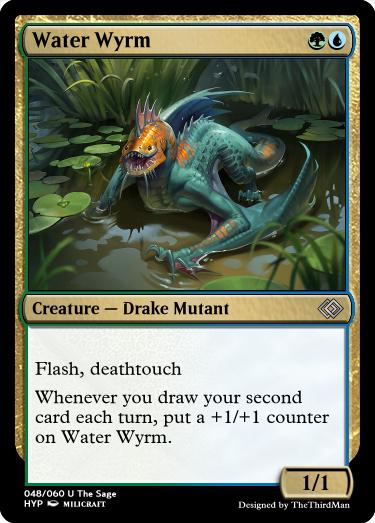 Water Wyrm
Creature — Drake Mutant
Flash, deathtouch
Whenever you draw your second
card each turn, put a +1/+1 counter
on Water Wyrm.
1/1
048/060 U The Sage
HYP MILICRAFT
Designed by TheThirdMan